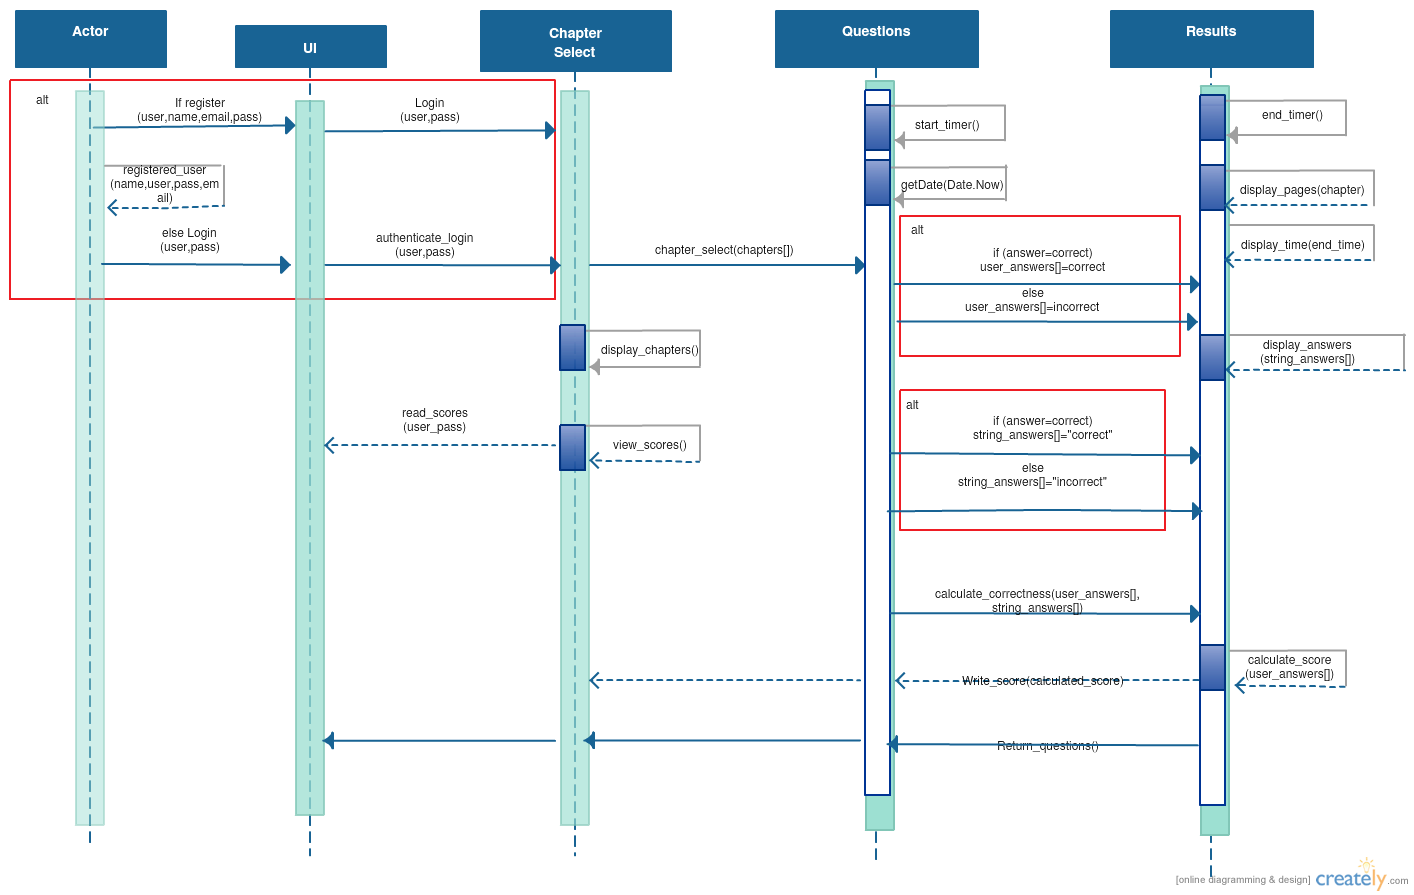 Actor
UI
Chapter
Select
Questions
Results
alt
If register
(user,name,email,pass)
Login
(user,pass)
registered_user
(name,user,pass,em
ail)
else Login
(user,pass)
authenticate_login
(user,pass)
chapter_select(chapters[])
display_chapters()
read_scores
(user_pass)
view_scores()
start_timer()
getDate(Date.Now)
alt
if (answer=correct)
user_answers[]=correct
else
user_answers[]=incorrect
alt
if (answer=correct)
string_answers[]="correct"
else
string_answers[]="incorrect"
calculate_correctness(user_answers[],
string_answers[])
Write_score(calculated_score)
Return_questions()
end_timer()
display_pages(chapter)
display_time(end_time)
display_answers
(string_answers[])
calculate_score
(user_answers[])
[online diagramming & design] creately.com